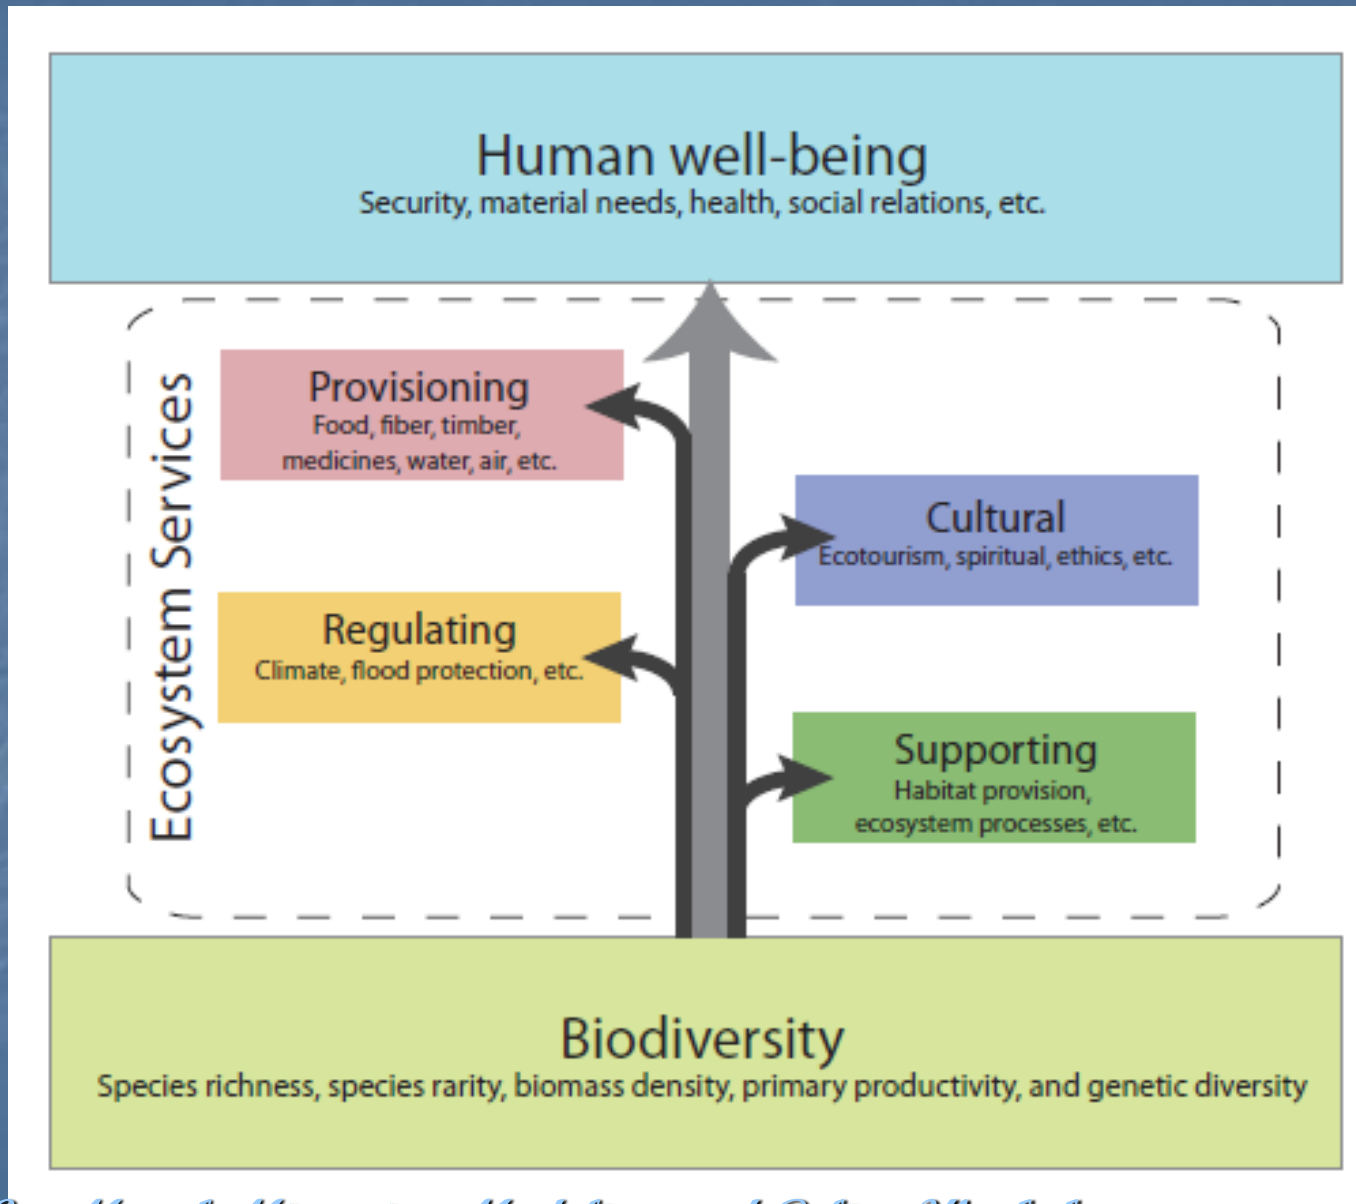 Human well-being
Security, material needs, health, social relations, etc.
Ecosystem Services
Provisioning
Food, fiber, timber,
medicines, water, air, etc.
Cultural
Ecotourism, spiritual, ethics, etc.
Regulating
Climate, flood protection, etc.
Supporting
Habitat provision,
ecosystem processes, etc.
Biodiversity
Species richness, species rarity, biomass density, primary productivity, and genetic diversity